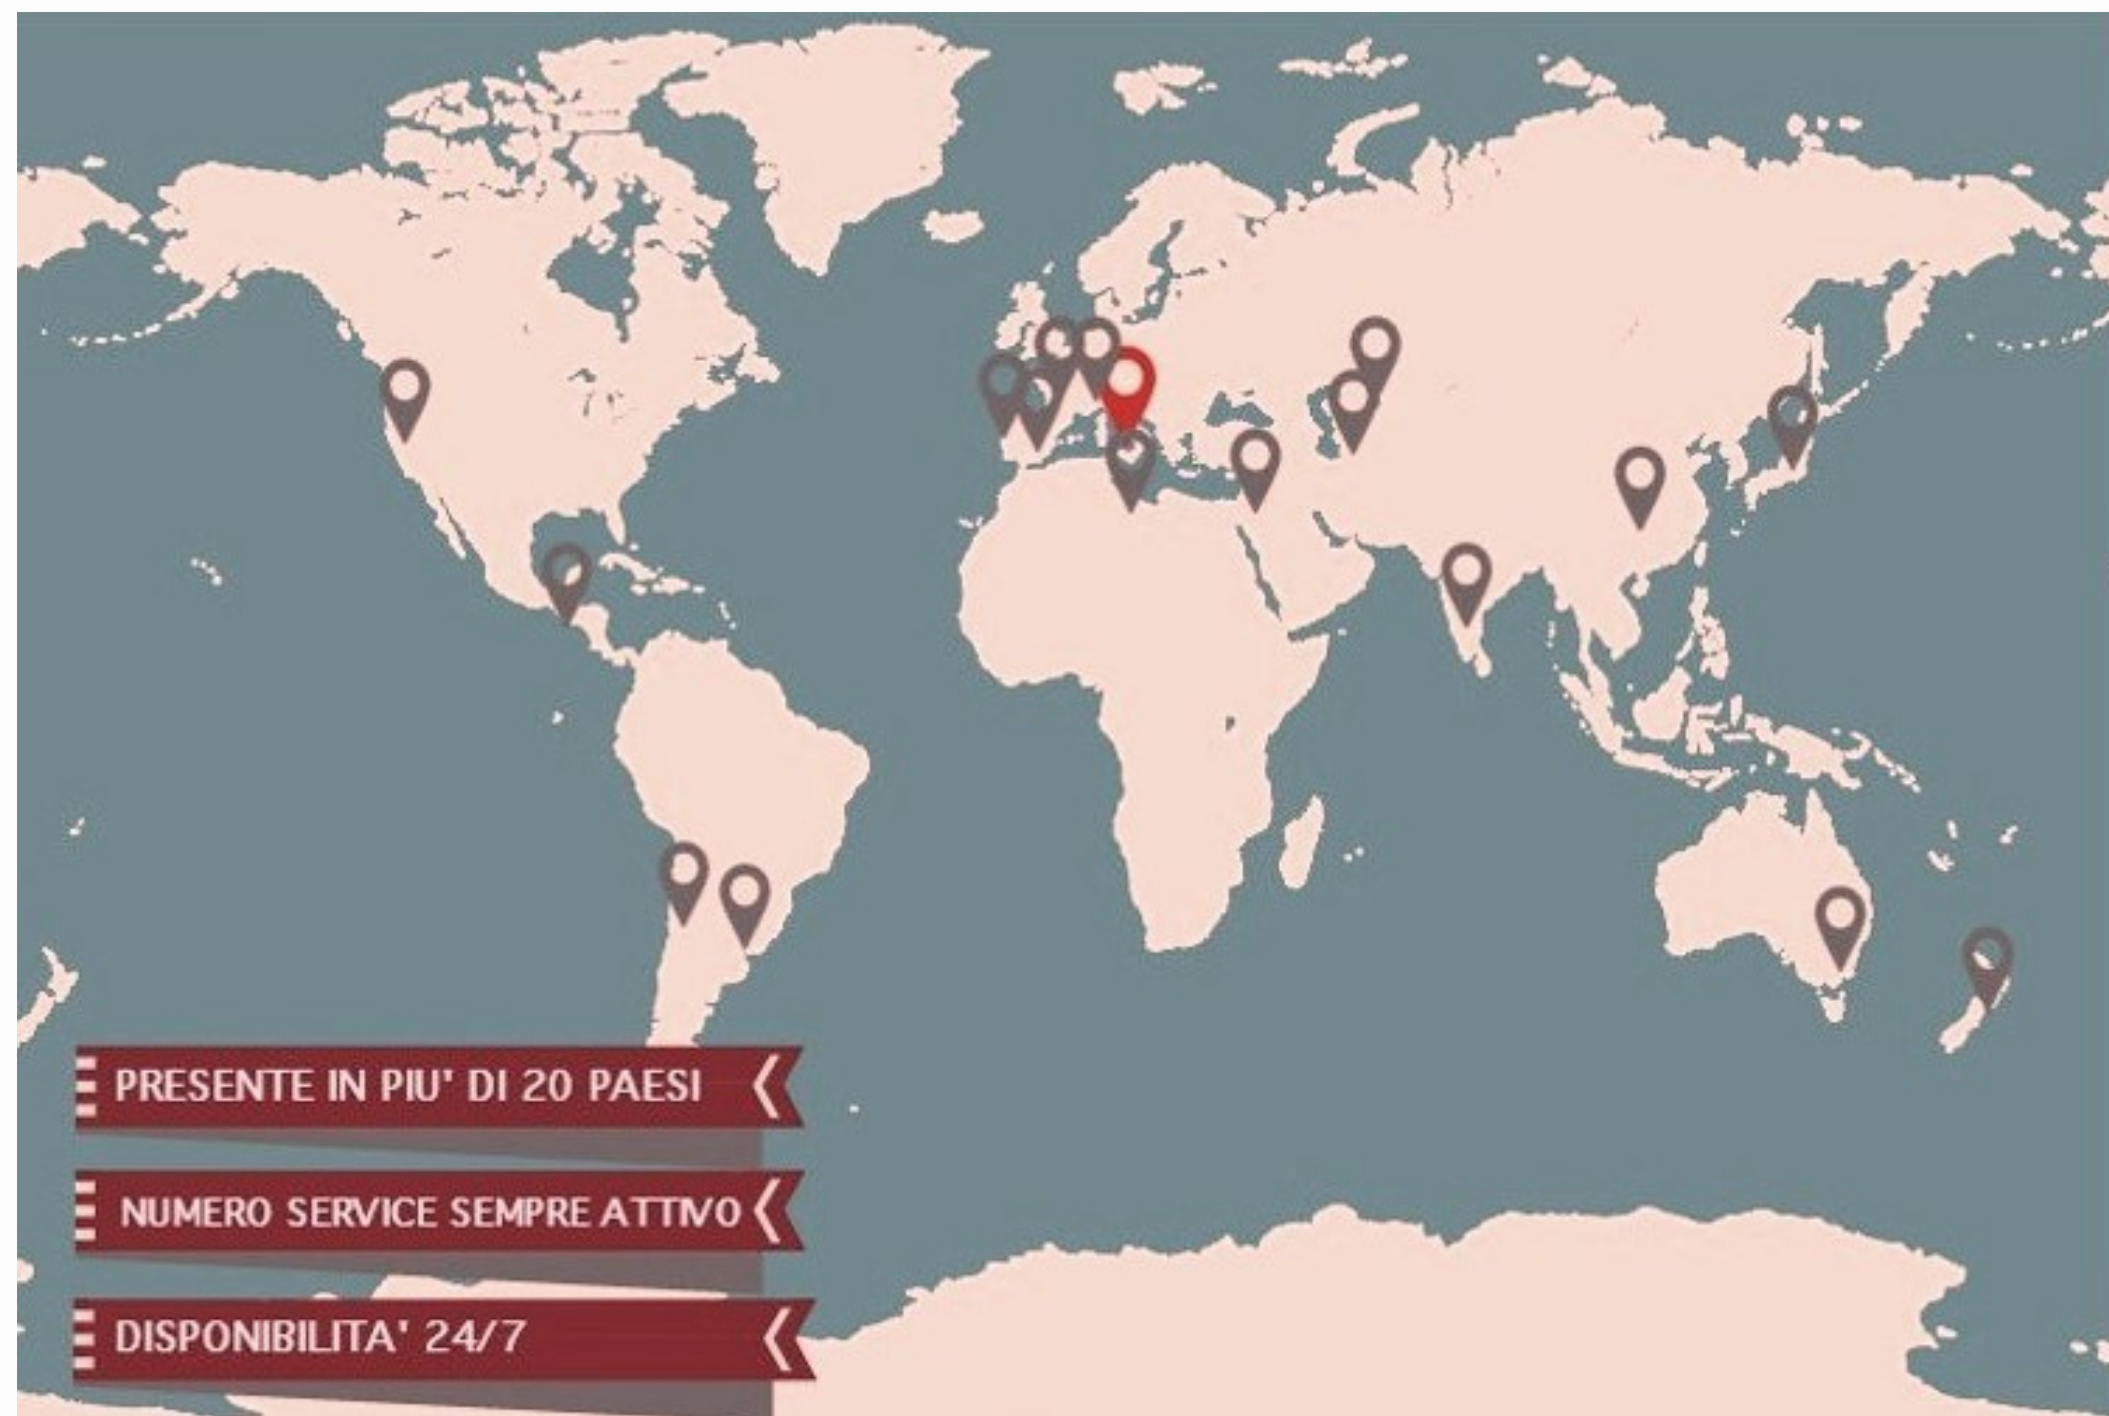 PRESENTE IN PIU' DI 20 PAESI
NUMERO SERVICE SEMPRE ATTIVO
DISPONIBILITA' 24/7